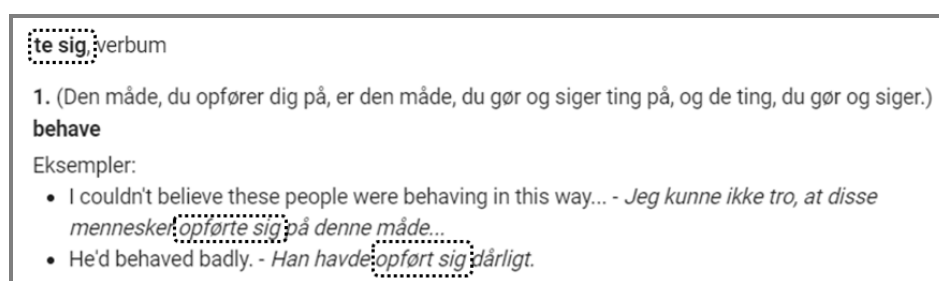 te sig, verbum
1. (Den måde, du opfører dig på, er den måde, du gør og siger ting på, og de ting, du gør og siger.)
behave
Eksempler:
• I couldn't believe these people were behaving in this way... - Jeg kunne ikke tro, at disse
mennesker opførte sig på denne måde...
• He'd behaved badly. - Han havde opført sig dårligt.